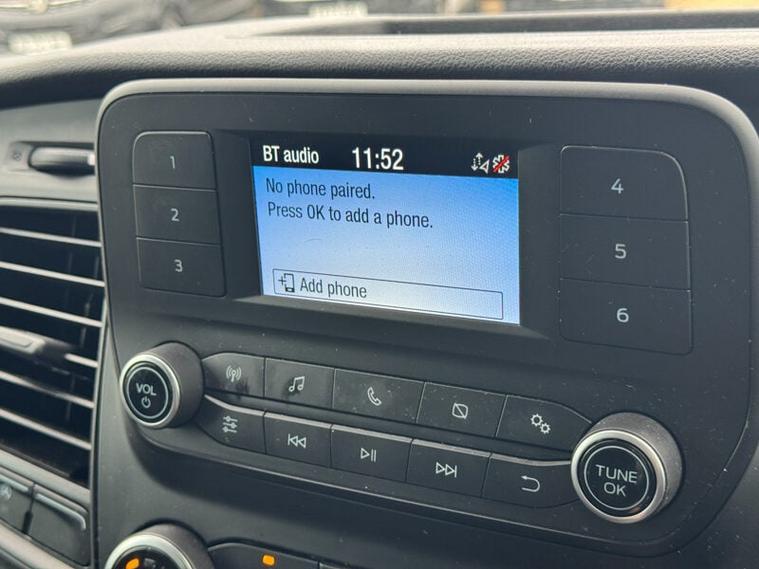 BT audio 11:52
No phone paired.
Press OK to add a phone.
Add phone
1
2
3
4
5
6
VOL
TUNE
OK